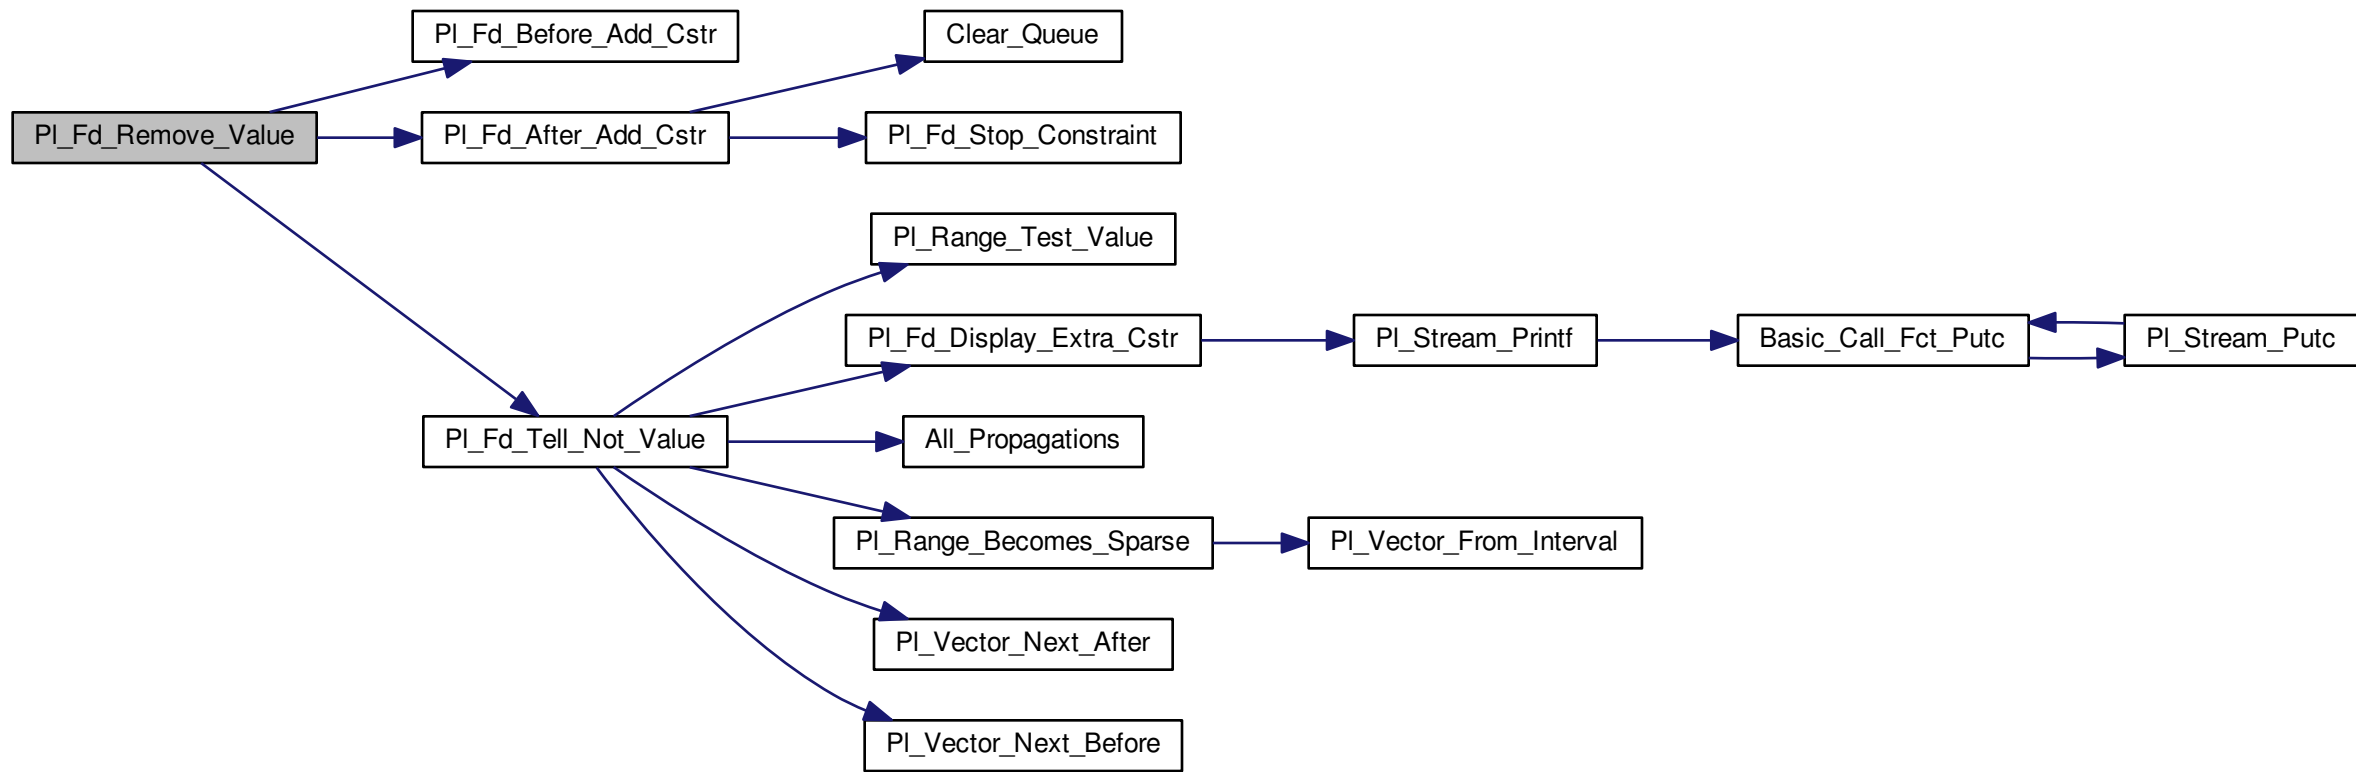 Pl_Fd_Before_Add_Cstr
Clear_Queue
Pl_Fd_Remove_Value
Pl_Fd_After_Add_Cstr
Pl_Fd_Stop_Constraint
Pl_Range_Test_Value
Pl_Fd_Display_Extra_Cstr
Pl_Stream_Printf
Basic_Call_Fct_Putc
Pl_Stream_Putc
Pl_Fd_Tell_Not_Value
All_Propagations
Pl_Range_Becomes_Sparse
Pl_Vector_From_Interval
Pl_Vector_Next_After
Pl_Vector_Next_Before